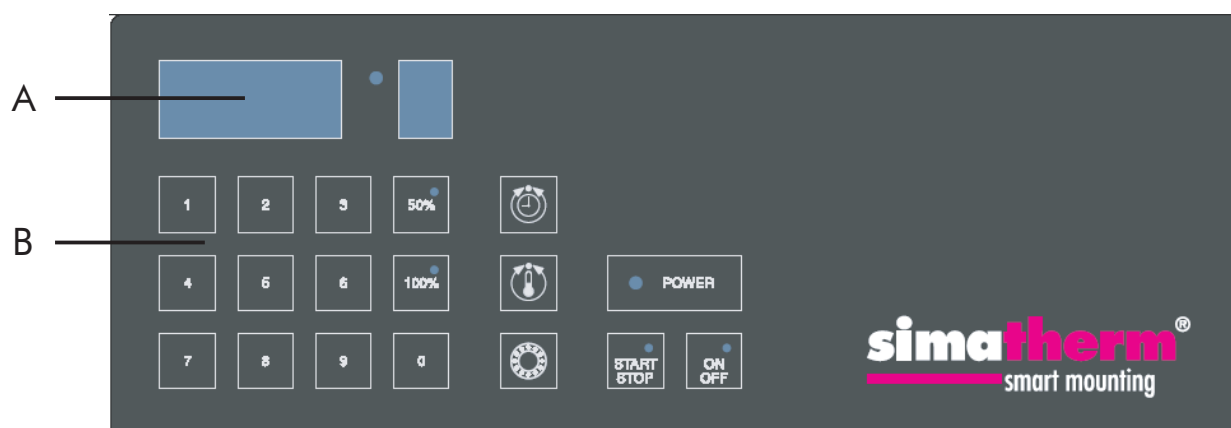 A
1 2 3 50%
B
4 5 6 100% POWER
7 8 9 0 START STOP ON OFF
simatherm®
smart mounting